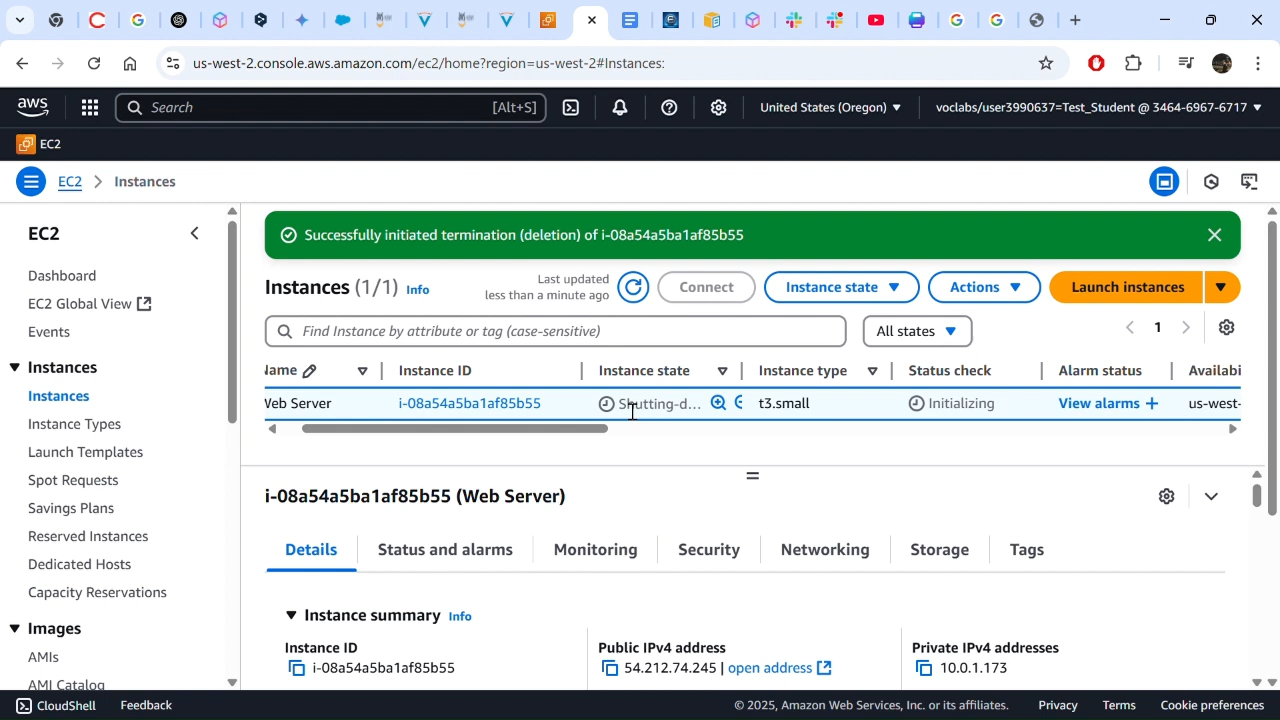 us-west-2.console.aws.amazon.com/ec2/home?region=us-west-2#Instances:
aws
Search
[Alt+S]
United States (Oregon)
voclabs/user3990637=Test_Student @ 3464-6967-6717
EC2
EC2 > Instances
EC2
Dashboard
EC2 Global View
Events
Instances
Instances
Instance Types
Launch Templates
Spot Requests
Savings Plans
Reserved Instances
Dedicated Hosts
Capacity Reservations
Images
AMIs
AMI Catalog
Successfully initiated termination (deletion) of i-08a54a5ba1af85b55
Instances (1/1) Info
Last updated
less than a minute ago
Connect
Instance state
Actions
Launch instances
Find Instance by attribute or tag (case-sensitive)
All states
1
Name
Instance ID
Instance state
Instance type
Status check
Alarm status
Availabi
Web Server
i-08a54a5ba1af85b55
Shutting-d...
t3.small
Initializing
View alarms +
us-west-
i-08a54a5ba1af85b55 (Web Server)
Details
Status and alarms
Monitoring
Security
Networking
Storage
Tags
Instance summary Info
Instance ID
i-08a54a5ba1af85b55
Public IPv4 address
54.212.74.245 | open address
Private IPv4 addresses
10.0.1.173
CloudShell
Feedback
© 2025, Amazon Web Services, Inc. or its affiliates.
Privacy
Terms
Cookie preferences